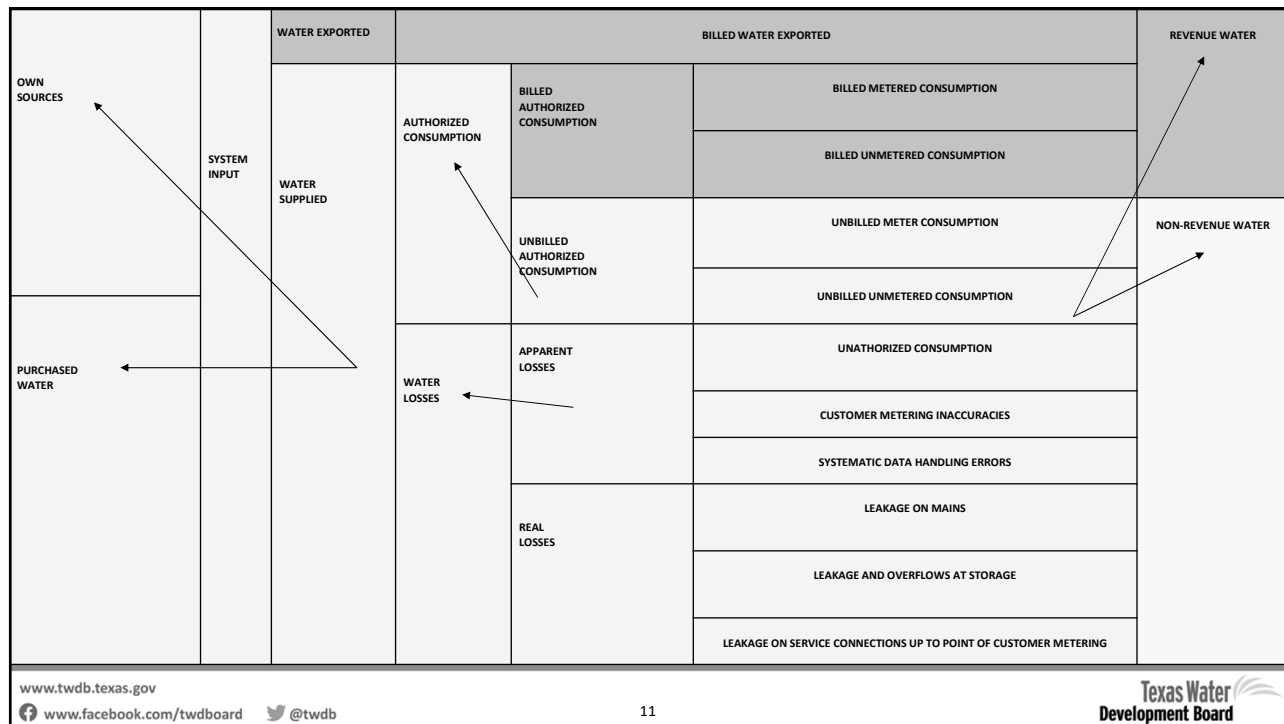 OWN
SOURCES
PURCHASED
WATER
SYSTEM
INPUT
WATER EXPORTED
WATER
SUPPLIED
BILLED WATER EXPORTED
AUTHORIZED
CONSUMPTION
WATER
LOSSES
BILLED
AUTHORIZED
CONSUMPTION
UNBILLED
AUTHORIZED
CONSUMPTION
APPARENT
LOSSES
REAL
LOSSES
BILLED METERED CONSUMPTION
BILLED UNMETERED CONSUMPTION
UNBILLED METER CONSUMPTION
UNBILLED UNMETERED CONSUMPTION
UNATHORIZED CONSUMPTION
CUSTOMER METERING INACCURACIES
SYSTEMATIC DATA HANDLING ERRORS
LEAKAGE ON MAINS
LEAKAGE AND OVERFLOWS AT STORAGE
LEAKAGE ON SERVICE CONNECTIONS UP TO POINT OF CUSTOMER METERING
REVENUE WATER
NON-REVENUE WATER
www.twdb.texas.gov
www.facebook.com/twdboard @twdb
11
Texas Water
Development Board